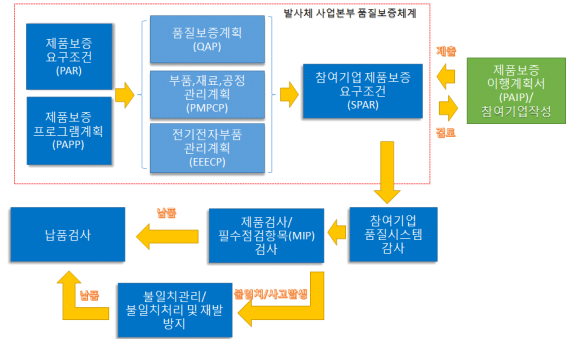 발사체 사업본부 품질보증체계
제품보증
요구조건
(PAR)
제품보증
프로그램계획
(PAPP)
품질보증계획
(QAP)
부품,재료,공정
관리계획
(PMPCP)
전기전자부품
관리계획
(EEECP)
참여기업 제품보증
요구조건
(SPAR)
제출
제품보증
이행계획서
(PAIP)/
참여기업작성
검토
참여기업
품질시스템
감사
제품검사/
필수점검항목(MIP)
검사
납품
납품검사
불일치/사고발생
불일치관리/
불일치처리 및 재발
방지
납품